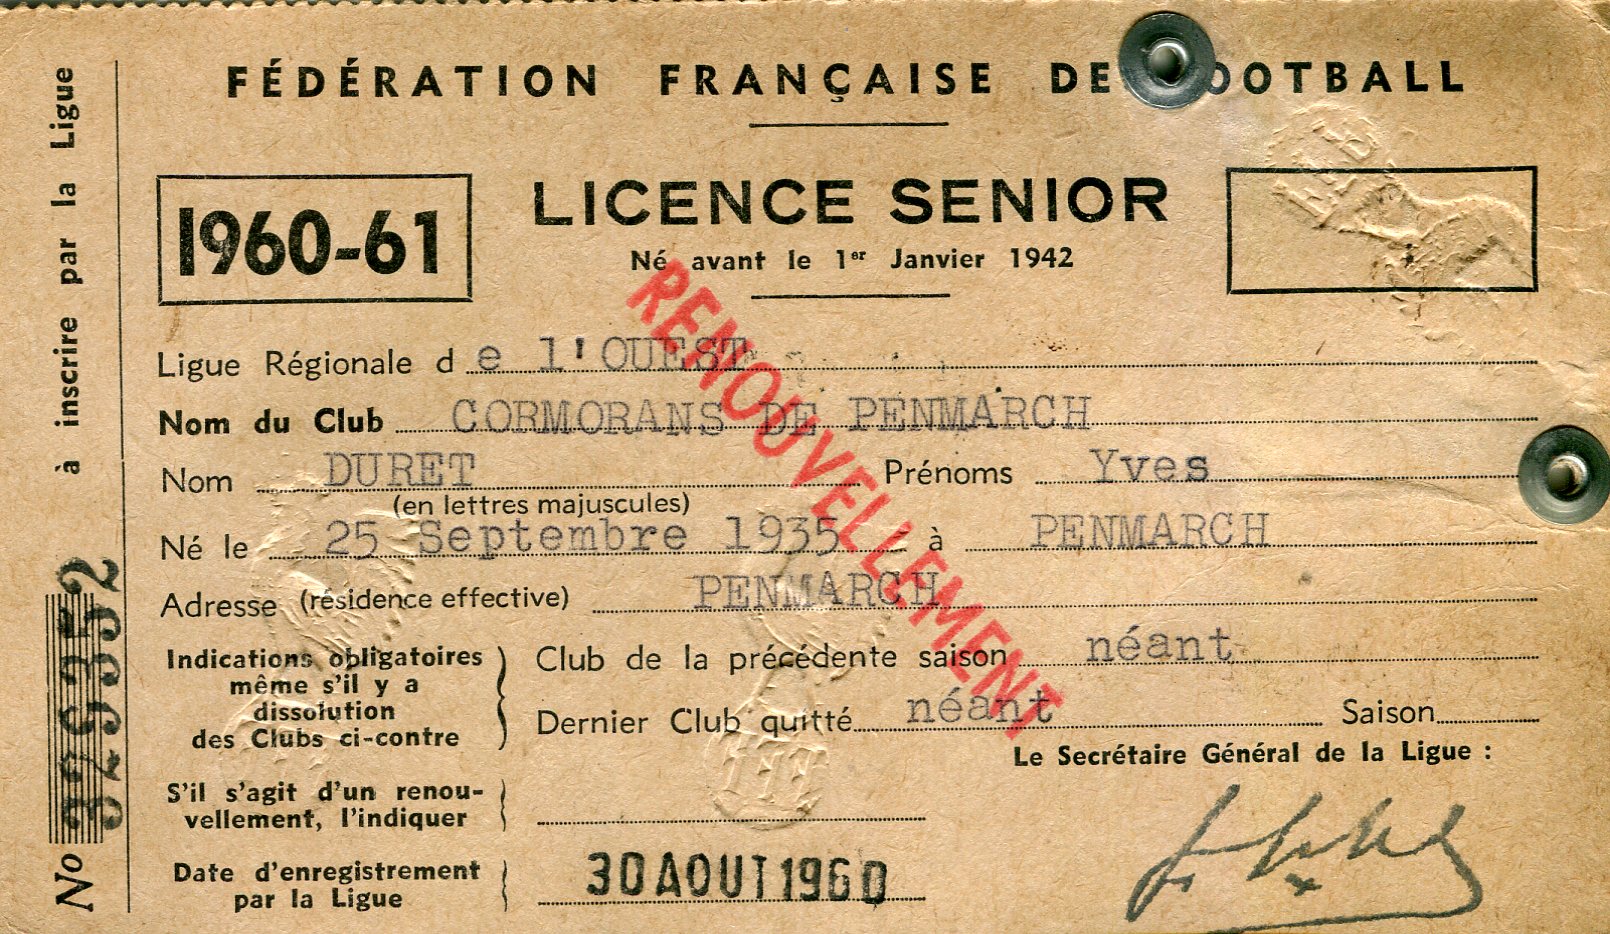 FÉDÉRATION FRANÇAISE DE OOTBALL
à inscrire par la Ligue
1960-61
LICENCE SENIOR
Né avant le 1er Janvier 1942
RENOUVELLEMENT
Ligue Régionale d e l'OUEST
Nom du Club CORMORANS DE PENMARCH
Nom DURET Prénoms Yves
(en lettres majuscules)
Né le 25 Septembre 1935 à PENMARCH
Adresse (résidence effective) PENMARCH
Indications obligatoires
même s'il y a
dissolution
des Clubs ci-contre
Club de la précédente saison néant
Dernier Club quitté néant Saison
Le Secrétaire Général de la Ligue :
S'il s'agit d'un renou-
vellement, l'indiquer
Date d'enregistrement
par la Ligue
30 AOUT 1960
No 329352
FFF